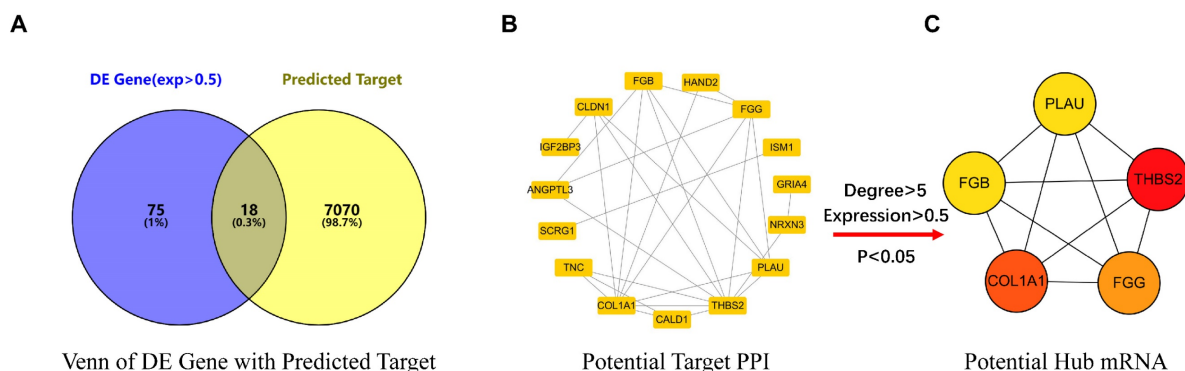 A
DE Gene(exp>0.5)
Predicted Target
75
(1%)
18
(0.3%)
7070
(98.7%)
Venn of DE Gene with Predicted Target
B
FGB
HAND2
CLDN1
FGG
IGF2BP3
ISM1
ANGPTL3
GRIA4
SCRG1
NRXN3
TNC
PLAU
COL1A1
THBS2
CALD1
Potential Target PPI
Degree>5
Expression>0.5
P<0.05
C
PLAU
THBS2
FGB
COL1A1
FGG
Potential Hub mRNA